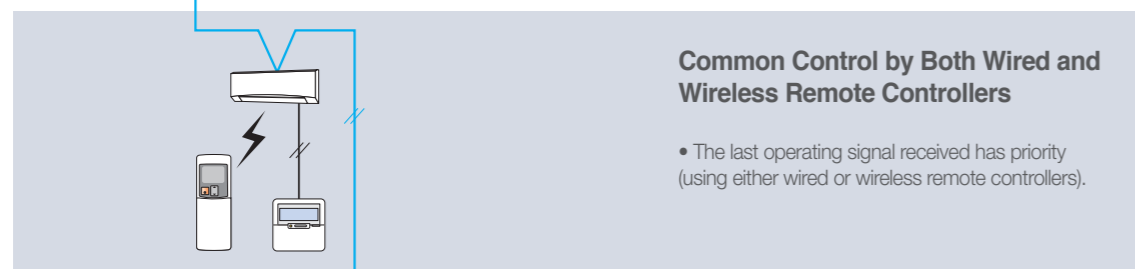 Common Control by Both Wired and
Wireless Remote Controllers
• The last operating signal received has priority
(using either wired or wireless remote controllers).